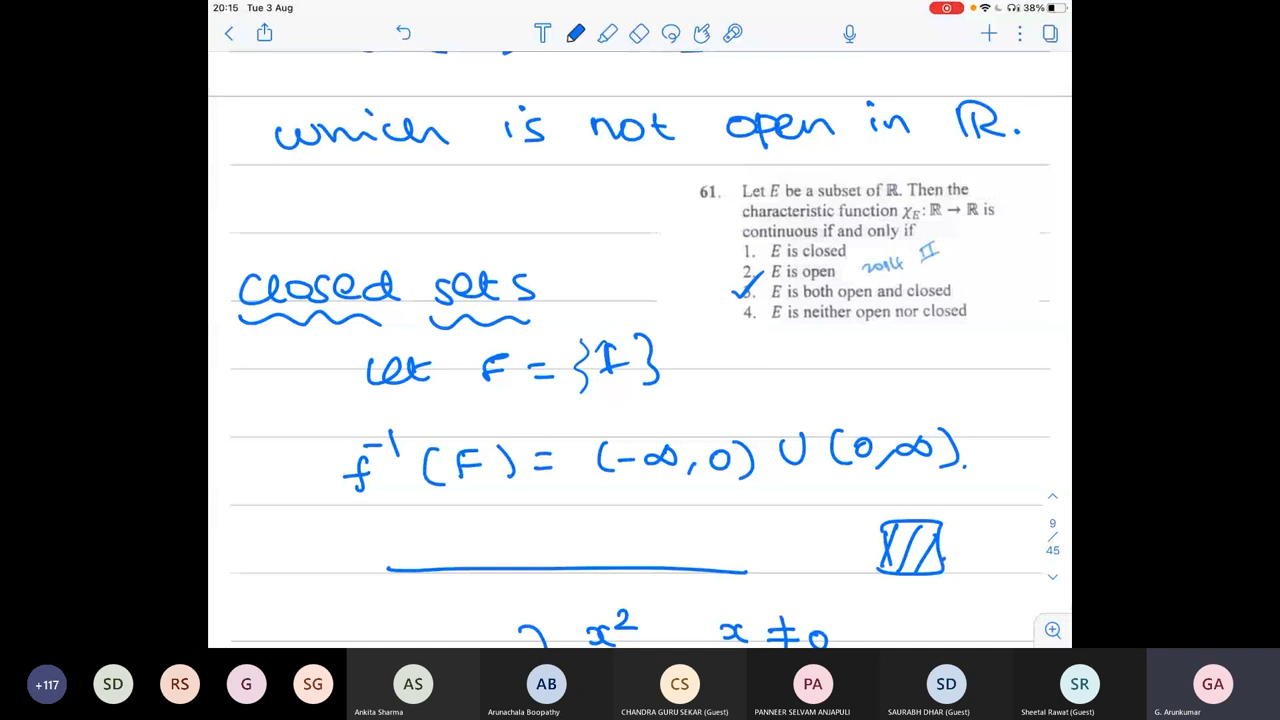 20:15 Tue 3 Aug
38%
which is not open in ℝ.
61. Let E be a subset of ℝ. Then the
characteristic function χ_E: ℝ → ℝ is
continuous if and only if
1. E is closed
2. E is open
2014 II
3. E is both open and closed
4. E is neither open nor closed
closed sets
Let F = {1}
f⁻¹(F) = (-∞, 0) ∪ (0, ∞).
9
/
45
x² x ≠ 0
+117 SD RS G SG AS AB CS PA SD SR GA
Ankita Sharma Arunachala Boopathy CHANDRA GURU SEKAR (Guest) PANNEER SELVAM ANJAPULI SAURABH DHAR (Guest) Sheetal Rawat (Guest) G. Arunkumar